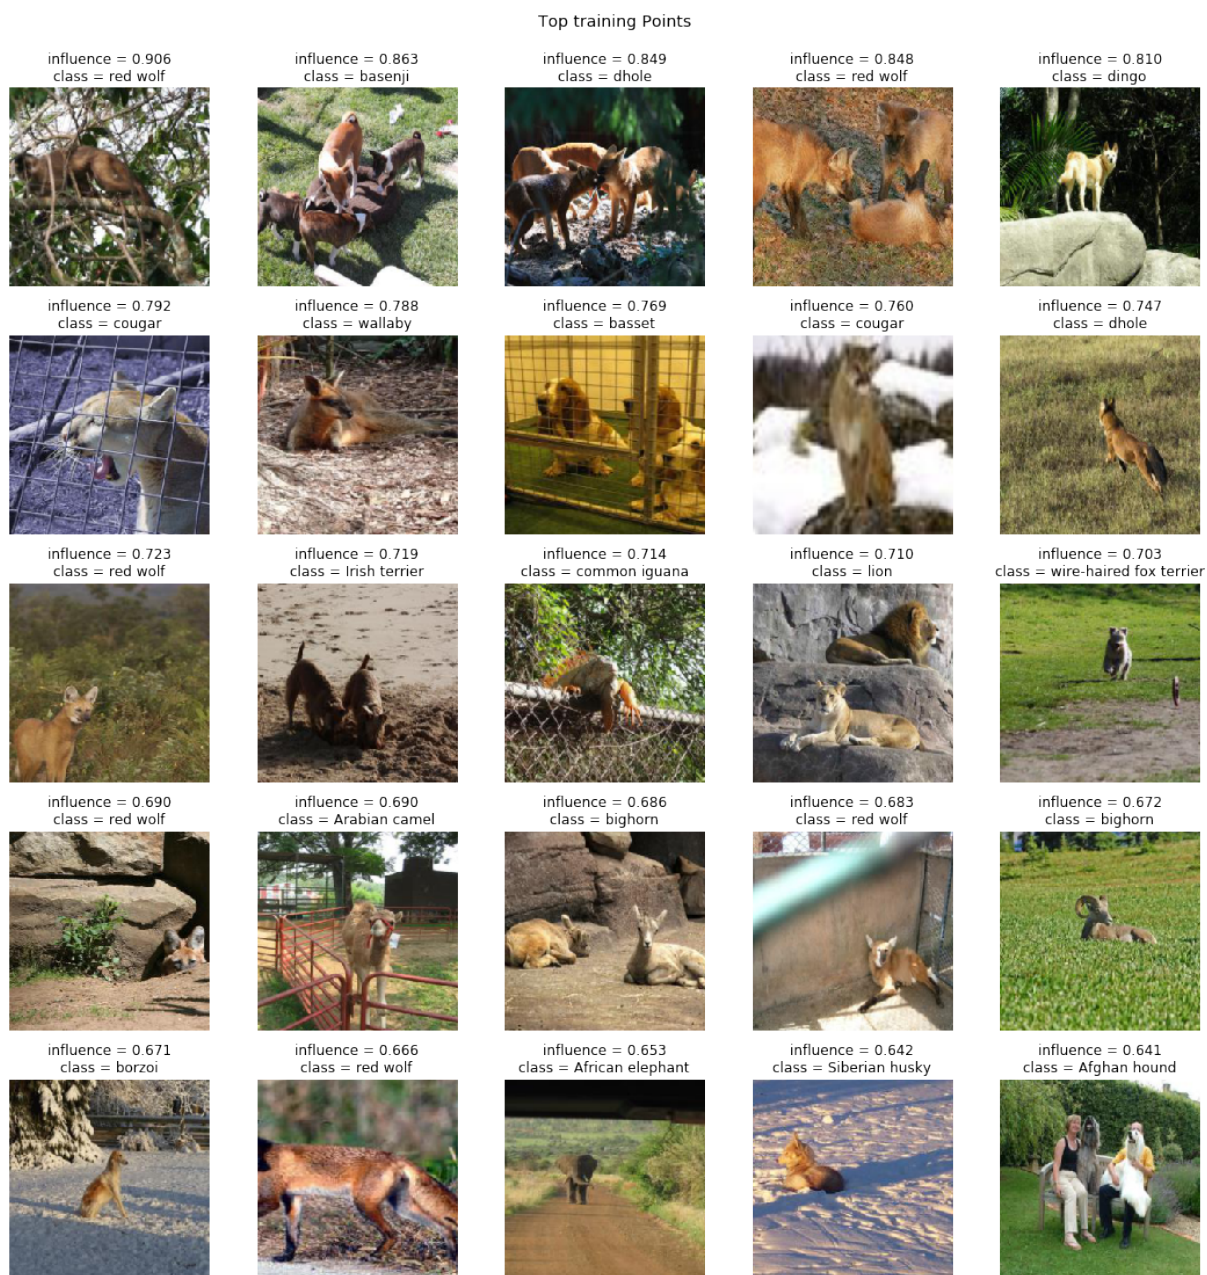 Top training Points
influence = 0.906
class = red wolf
influence = 0.863
class = basenji
influence = 0.849
class = dhole
influence = 0.848
class = red wolf
influence = 0.810
class = dingo
influence = 0.792
class = cougar
influence = 0.788
class = wallaby
influence = 0.769
class = basset
influence = 0.760
class = cougar
influence = 0.747
class = dhole
influence = 0.723
class = red wolf
influence = 0.719
class = Irish terrier
influence = 0.714
class = common iguana
influence = 0.710
class = lion
influence = 0.703
class = wire-haired fox terrier
influence = 0.690
class = red wolf
influence = 0.690
class = Arabian camel
influence = 0.686
class = bighorn
influence = 0.683
class = red wolf
influence = 0.672
class = bighorn
influence = 0.671
class = borzoi
influence = 0.666
class = red wolf
influence = 0.653
class = African elephant
influence = 0.642
class = Siberian husky
influence = 0.641
class = Afghan hound